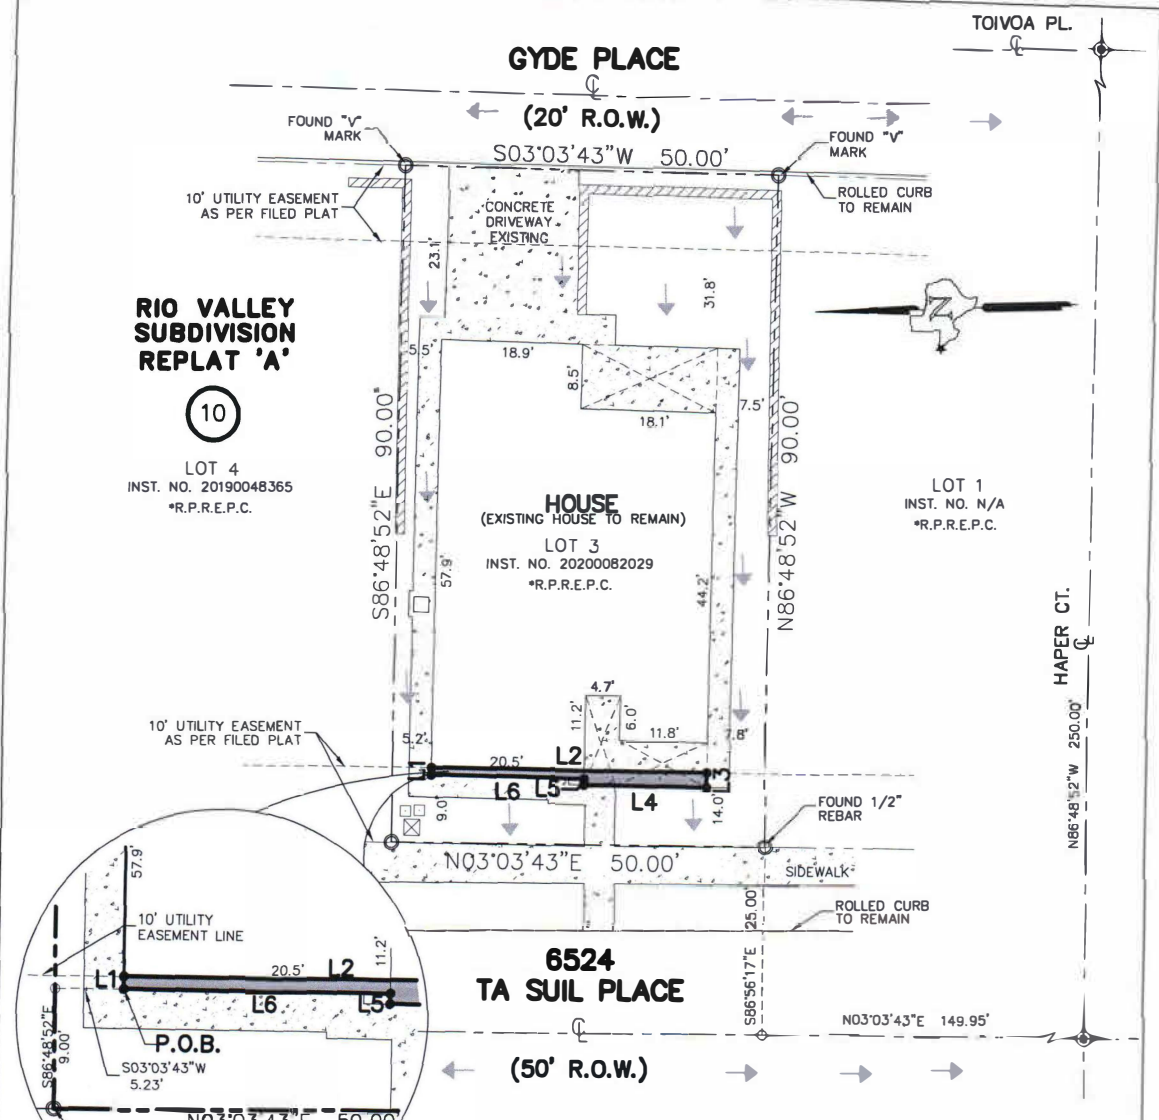 TOIVOA PL.
GYDE PLACE
(20' R.O.W.)
FOUND "V"
MARK
FOUND "V"
MARK
S03°03'43"W 50.00'
10' UTILITY EASEMENT
AS PER FILED PLAT
ROLLED CURB
TO REMAIN
CONCRETE
DRIVEWAY
EXISTING
23.1'
31.8'
RIO VALLEY
SUBDIVISION
REPLAT 'A'
10
LOT 4
INST. NO. 20190048365
*R.P.R.E.P.C.
N
5.5'
18.9'
8.5'
18.1'
7.5'
S86°48'52"E 90.00'
N86°48'52"W 90.00'
HOUSE
(EXISTING HOUSE TO REMAIN)
LOT 3
INST. NO. 20200082029
*R.P.R.E.P.C.
57.9'
44.2'
LOT 1
INST. NO. N/A
*R.P.R.E.P.C.
HAPER CT.
N86°48'52"W 250.00'
4.7'
11.2'
6.0'
11.8'
7.8'
10' UTILITY EASEMENT
AS PER FILED PLAT
5.2'
20.5'
L2
L6
L5
L4
9.0'
14.0'
FOUND 1/2"
REBAR
N03°03'43"E 50.00'
SIDEWALK
ROLLED CURB
TO REMAIN
S86°56'17"E 25.00'
6524
TA SUIL PLACE
(50' R.O.W.)
N03°03'43"E 149.95'
57.9'
10' UTILITY
EASEMENT LINE
11.2'
L1
20.5'
L2
L6
L5
P.O.B.
S03°03'43"W
5.23'
S86°48'52"E
9.00'
N03°03'43"E 50.00'